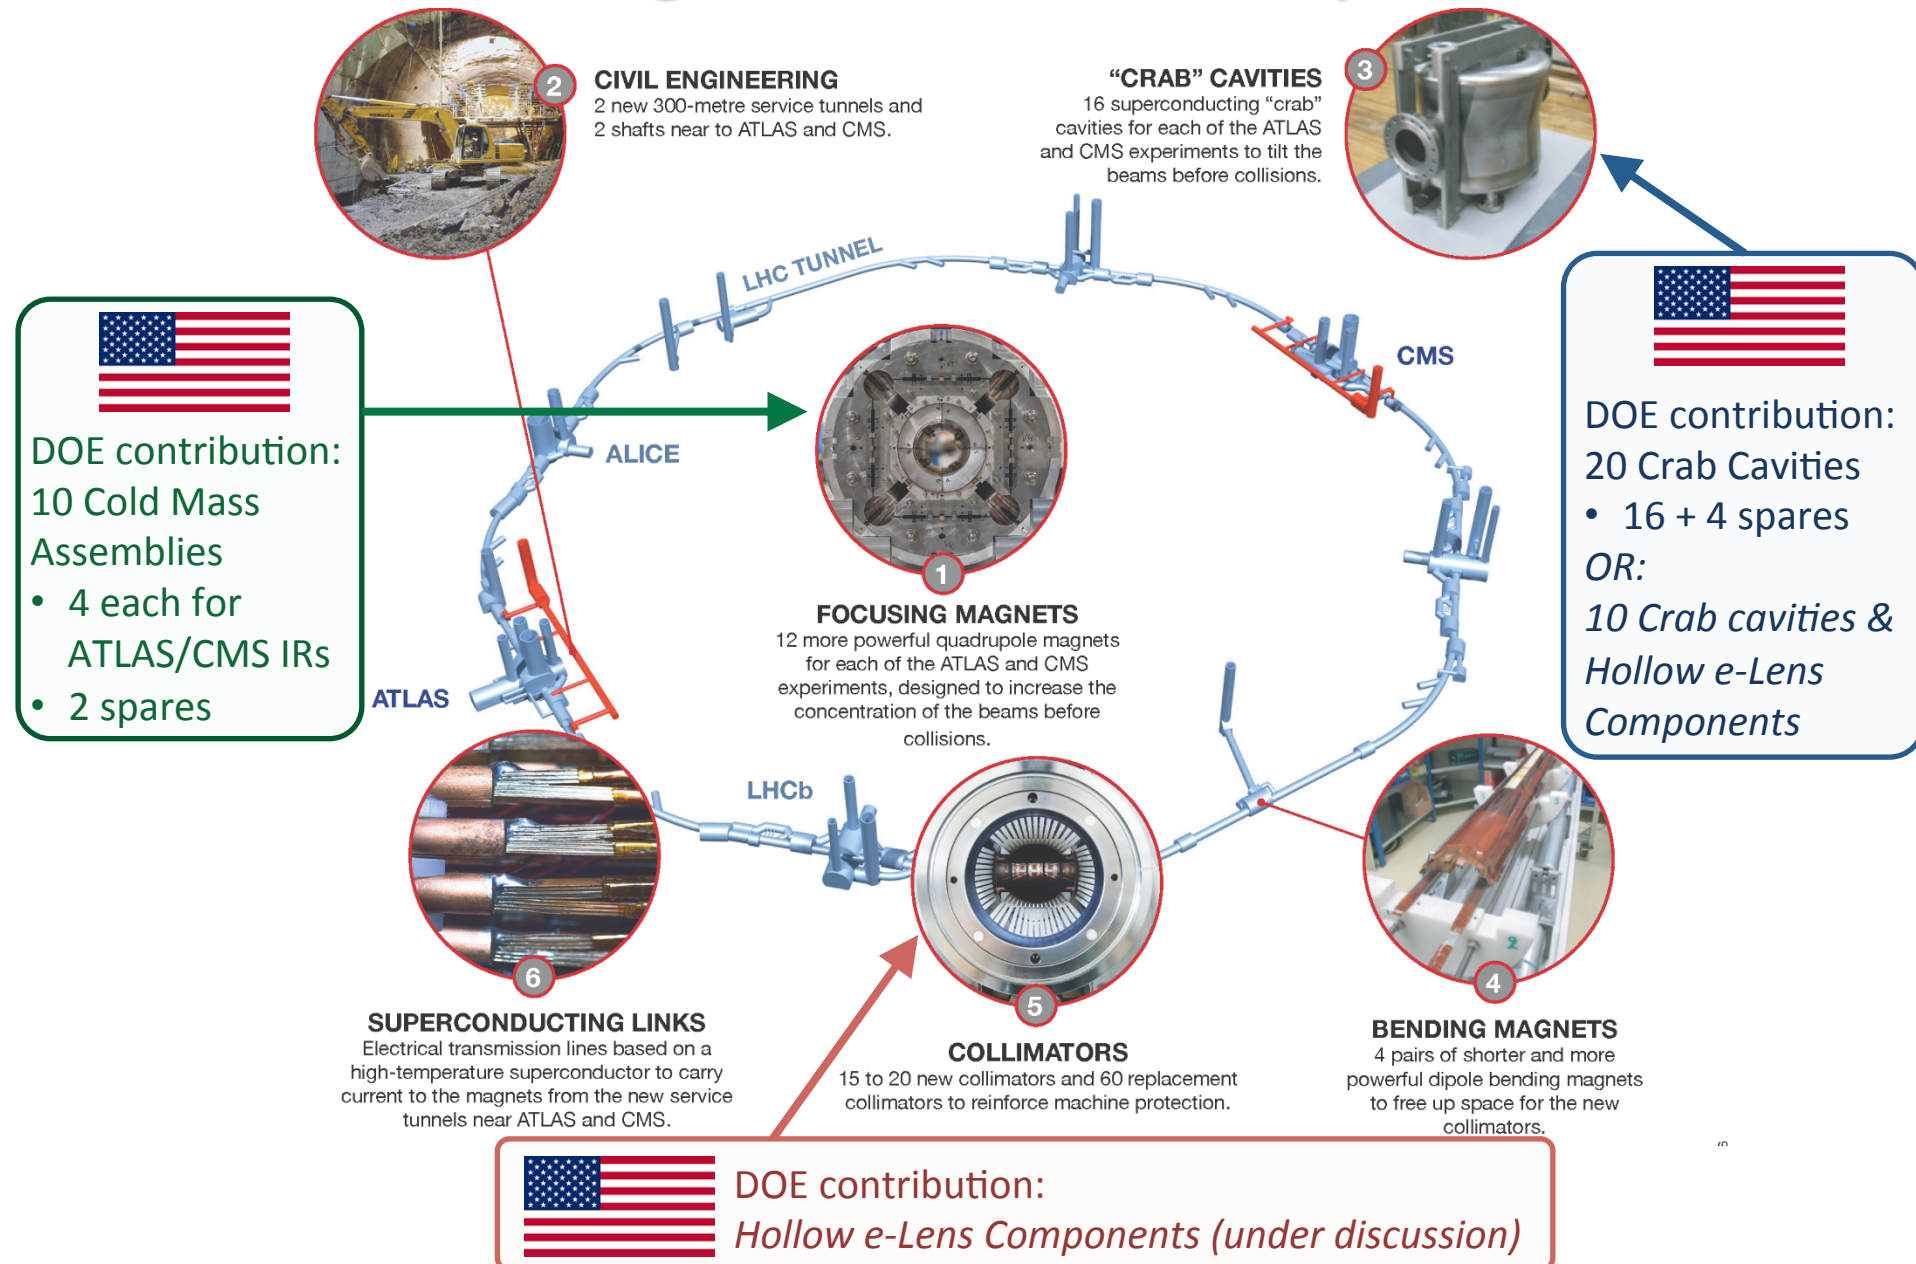 2
CIVIL ENGINEERING
2 new 300-metre service tunnels and
2 shafts near to ATLAS and CMS.
"CRAB" CAVITIES
16 superconducting "crab"
cavities for each of the ATLAS
and CMS experiments to tilt the
beams before collisions.
3
LHC TUNNEL
CMS
ALICE
ATLAS
LHCb
DOE contribution:
10 Cold Mass
Assemblies
• 4 each for
ATLAS/CMS IRs
• 2 spares
DOE contribution:
20 Crab Cavities
• 16 + 4 spares
OR:
10 Crab cavities &
Hollow e-Lens
Components
1
FOCUSING MAGNETS
12 more powerful quadrupole magnets
for each of the ATLAS and CMS
experiments, designed to increase the
concentration of the beams before
collisions.
6
SUPERCONDUCTING LINKS
Electrical transmission lines based on a
high-temperature superconductor to carry
current to the magnets from the new service
tunnels near ATLAS and CMS.
5
COLLIMATORS
15 to 20 new collimators and 60 replacement
collimators to reinforce machine protection.
4
BENDING MAGNETS
4 pairs of shorter and more
powerful dipole bending magnets
to free up space for the new
collimators.
DOE contribution:
Hollow e-Lens Components (under discussion)